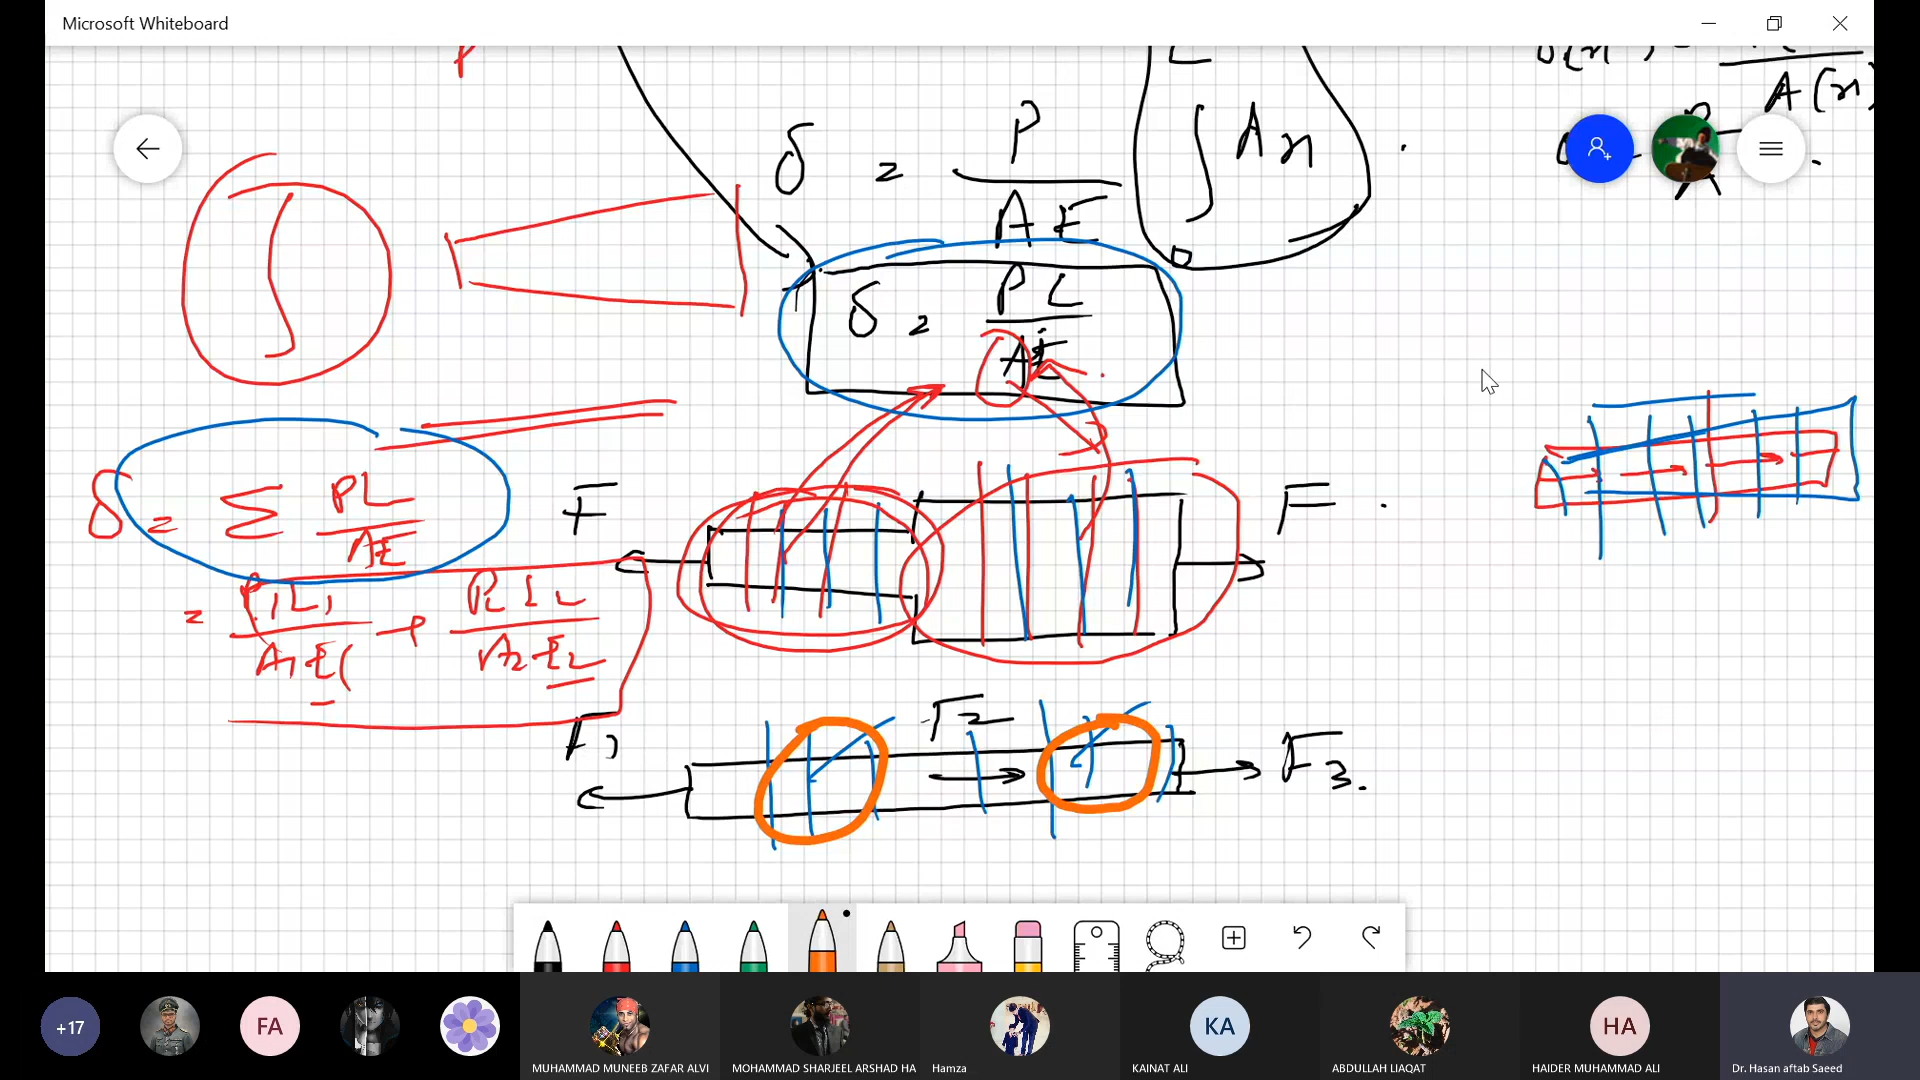 Microsoft Whiteboard
P
A(x)
δ = P
AE
L
∫ Ax
0
δ = PL
AE
δ = Σ PL
AE
F
F
= P1L1
A1E1
+ P2L2
A2E2
F1
F2
F3
+17
FA
KA
HA
MUHAMMAD MUNEEB ZAFAR ALVI
MOHAMMAD SHARJEEL ARSHAD HA
Hamza
KAINAT ALI
ABDULLAH LIAQAT
HAIDER MUHAMMAD ALI
Dr. Hasan aftab Saeed